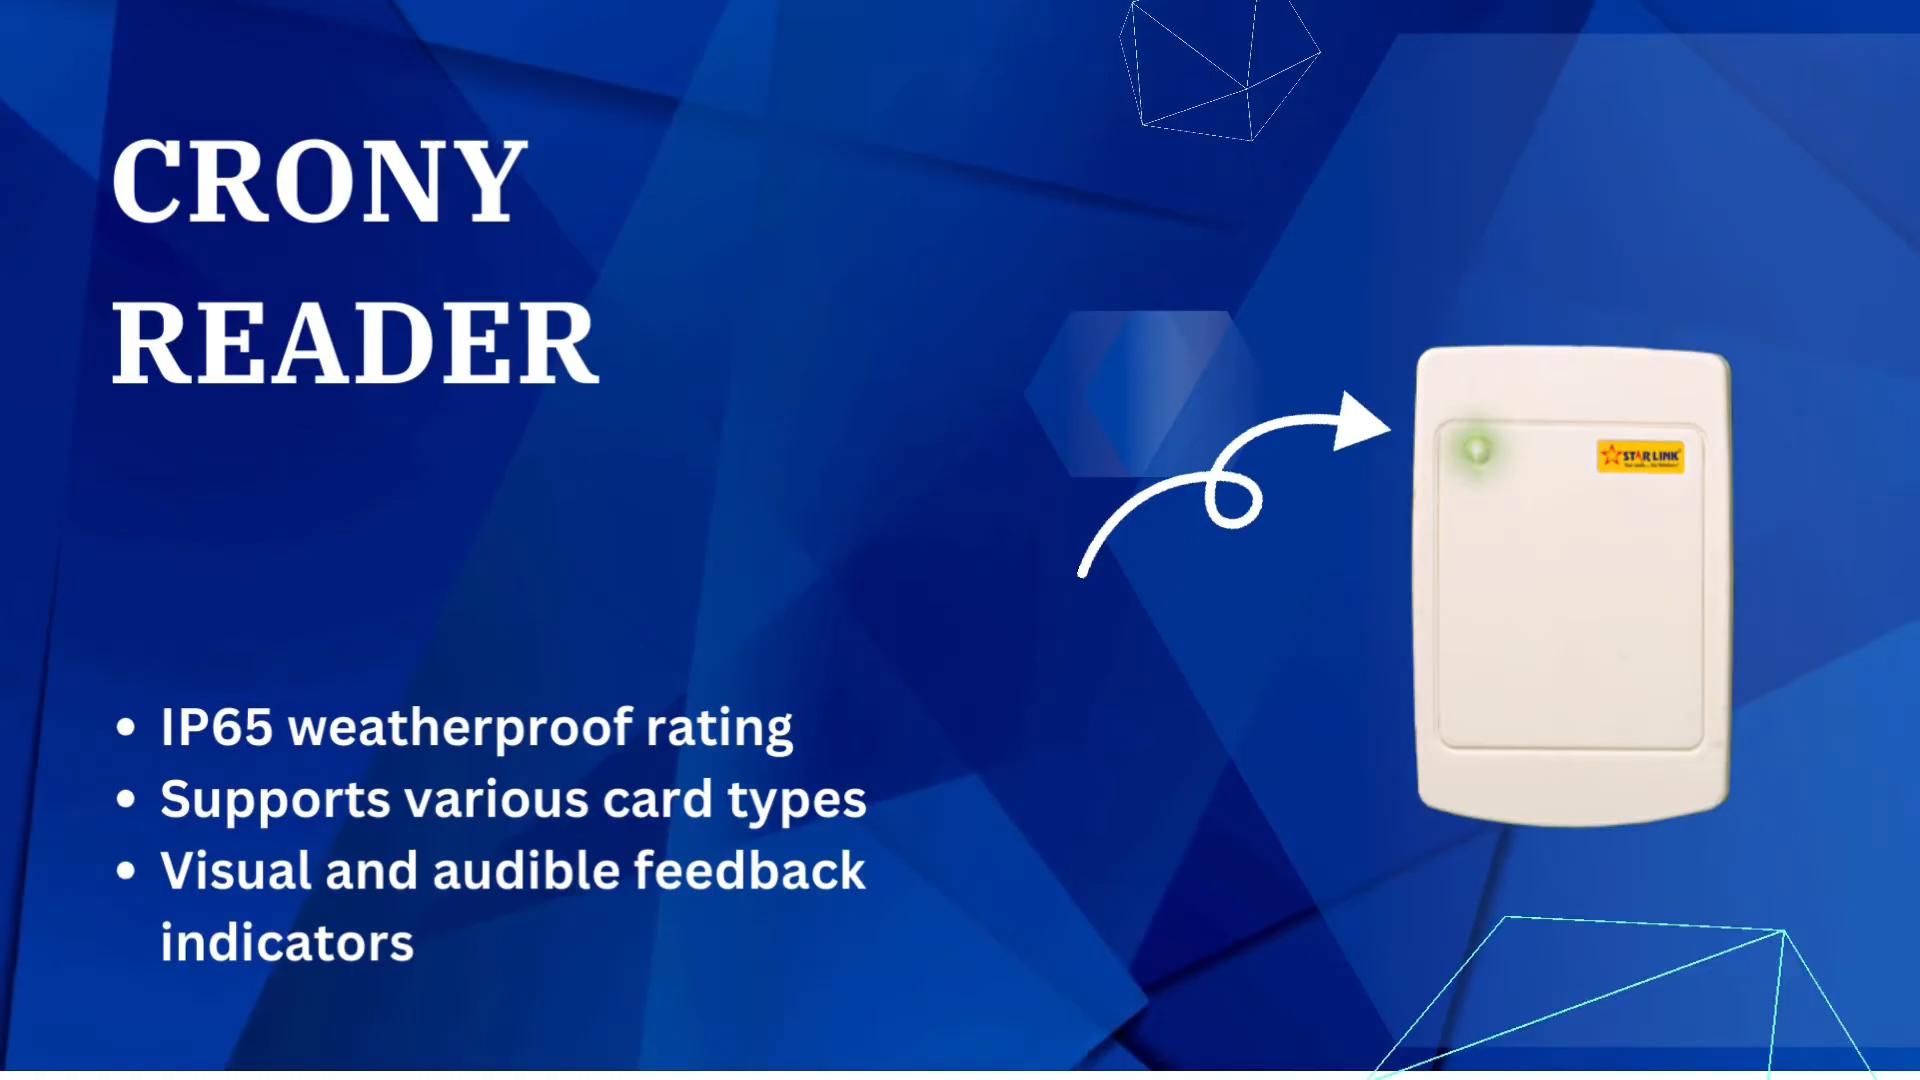 CRONY
READER
STAR LINK
• IP65 weatherproof rating
• Supports various card types
• Visual and audible feedback
indicators